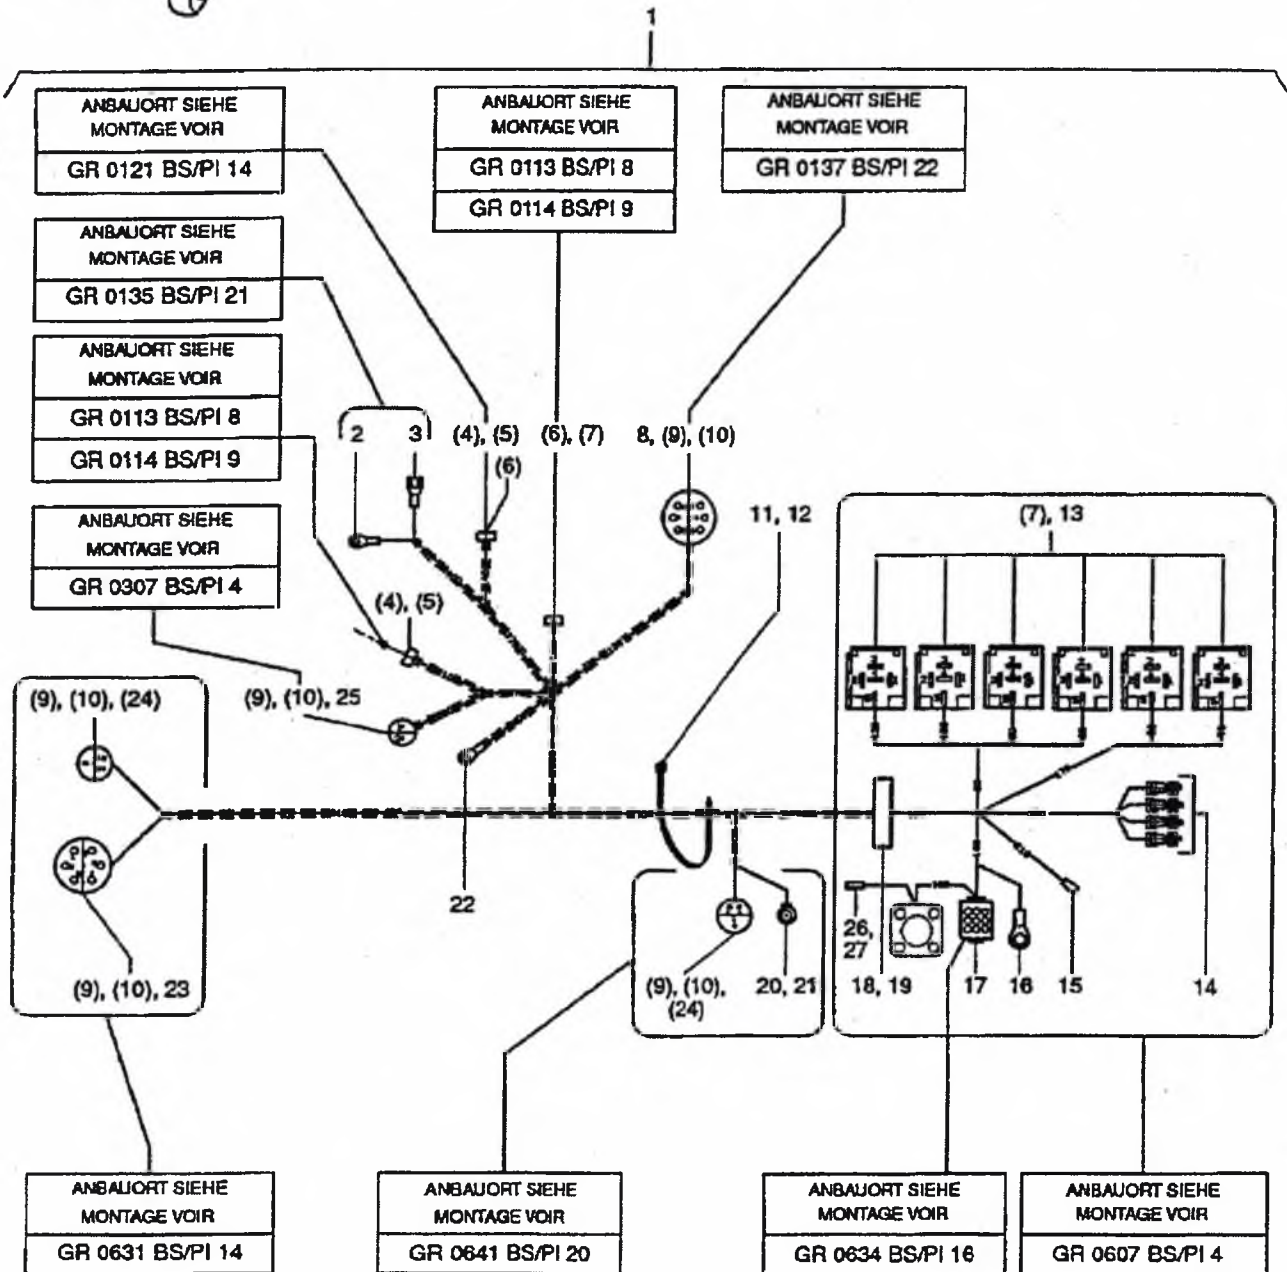 1
ANBAUORT SIEHE
MONTAGE VOIR
GR 0121 BS/PI 14
ANBAUORT SIEHE
MONTAGE VOIR
GR 0113 BS/PI 8
GR 0114 BS/PI 9
ANBAUORT SIEHE
MONTAGE VOIR
GR 0137 BS/PI 22
ANBAUORT SIEHE
MONTAGE VOIR
GR 0135 BS/PI 21
ANBAUORT SIEHE
MONTAGE VOIR
GR 0113 BS/PI 8
GR 0114 BS/PI 9
ANBAUORT SIEHE
MONTAGE VOIR
GR 0307 BS/PI 4
2
3
(4), (5)
(6), (7)
8, (9), (10)
(6)
11, 12
(7), 13
(4), (5)
(9), (10), (24)
(9), (10), 25
22
(9), (10), 23
(9), (10),
(24)
20, 21
26,
27
18, 19
17
16
15
14
ANBAUORT SIEHE
MONTAGE VOIR
GR 0631 BS/PI 14
ANBAUORT SIEHE
MONTAGE VOIR
GR 0641 BS/PI 20
ANBAUORT SIEHE
MONTAGE VOIR
GR 0634 BS/PI 16
ANBAUORT SIEHE
MONTAGE VOIR
GR 0607 BS/PI 4